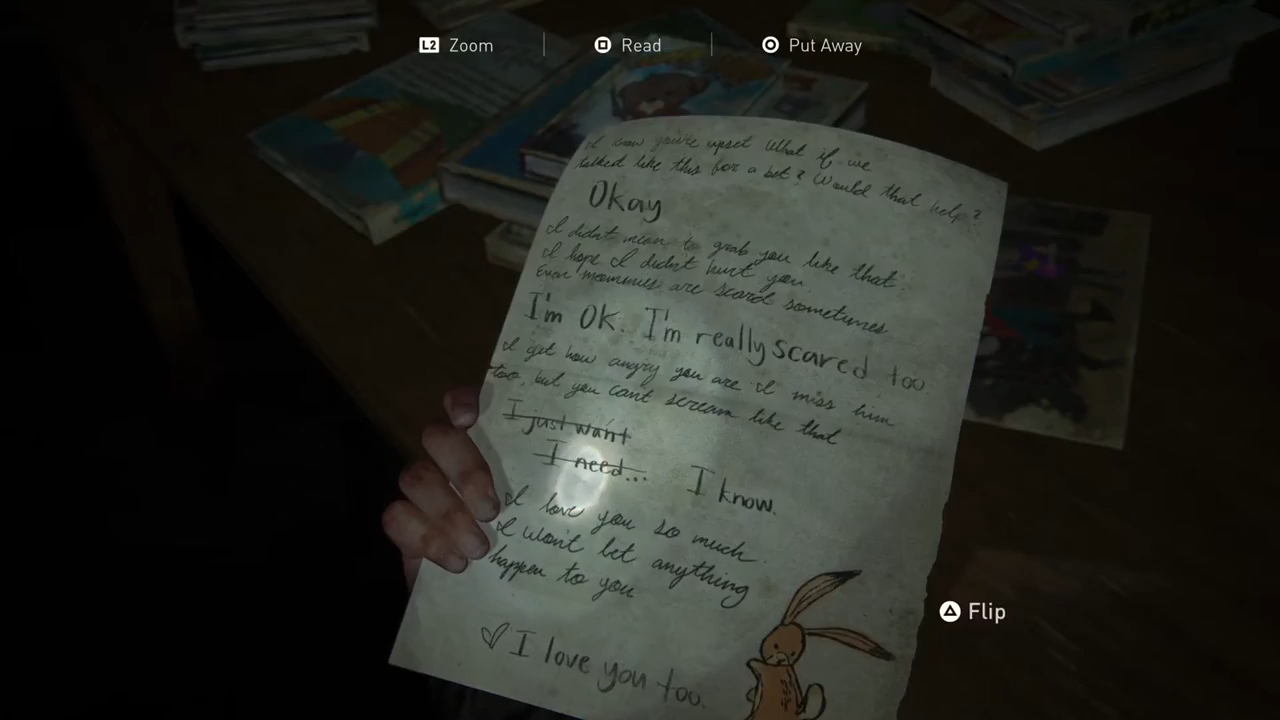 L2 Zoom
Read
Put Away
I know you're upset What if we
talked like this for a bit? Would that help?
Okay
I didn't mean to grab you like that.
I hope I didn't hurt you.
Even mommies are scared sometimes
I'm OK. I'm really scared too
I get how angry you are I miss him
too, but you can't scream like that
I just want
I need... I know.
I love you so much.
I won't let anything
happen to you
I love you too.
Flip